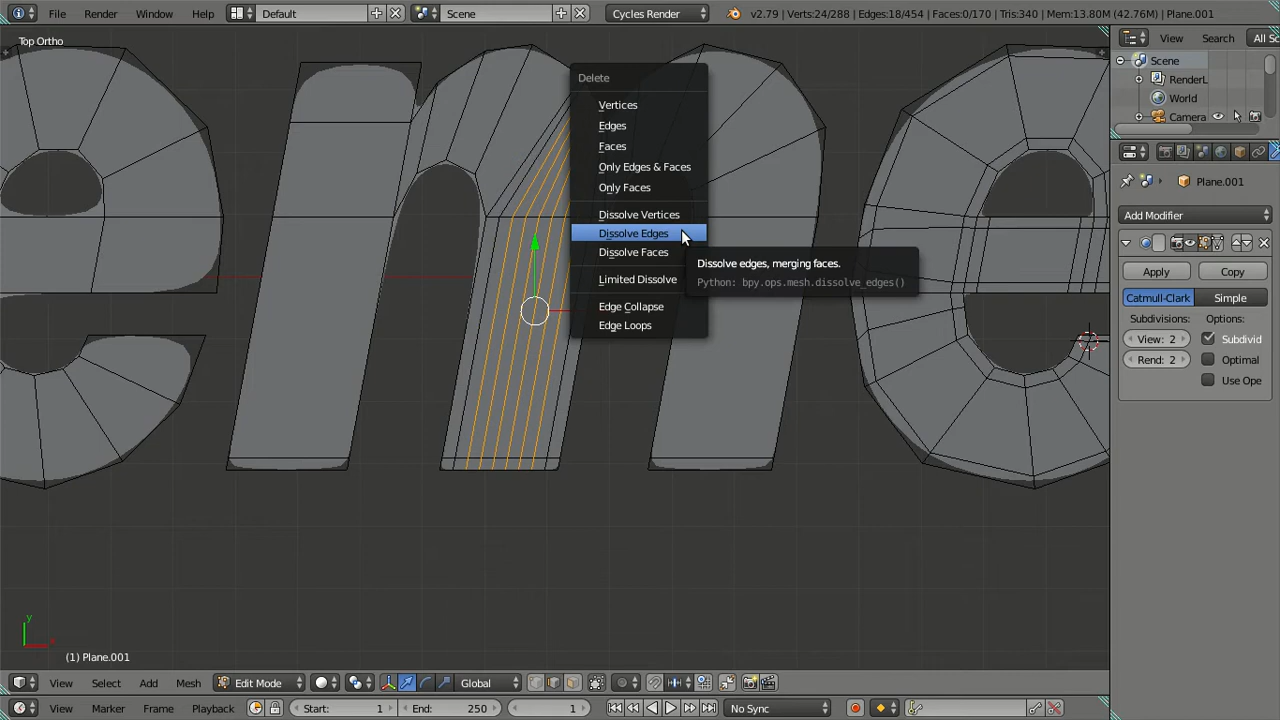 File Render Window Help Default Scene Cycles Render v2.79 | Verts:24/288 | Edges:18/454 | Faces:0/170 | Tris:340 | Mem:13.80M (42.76M) | Plane.001
Top Ortho
View Search All Sc
Scene
RenderL
World
Camera
Plane.001
Add Modifier
Apply Copy
Catmull-Clark Simple
Subdivisions: Options:
View: 2 Subdivid
Rend: 2 Optimal
Use Ope
Delete
Vertices
Edges
Faces
Only Edges & Faces
Only Faces
Dissolve Vertices
Dissolve Edges
Dissolve Faces
Limited Dissolve
Edge Collapse
Edge Loops
Dissolve edges, merging faces.
Python: bpy.ops.mesh.dissolve_edges()
y
x
(1) Plane.001
View Select Add Mesh Edit Mode Global
View Marker Frame Playback Start: 1 End: 250 1 No Sync